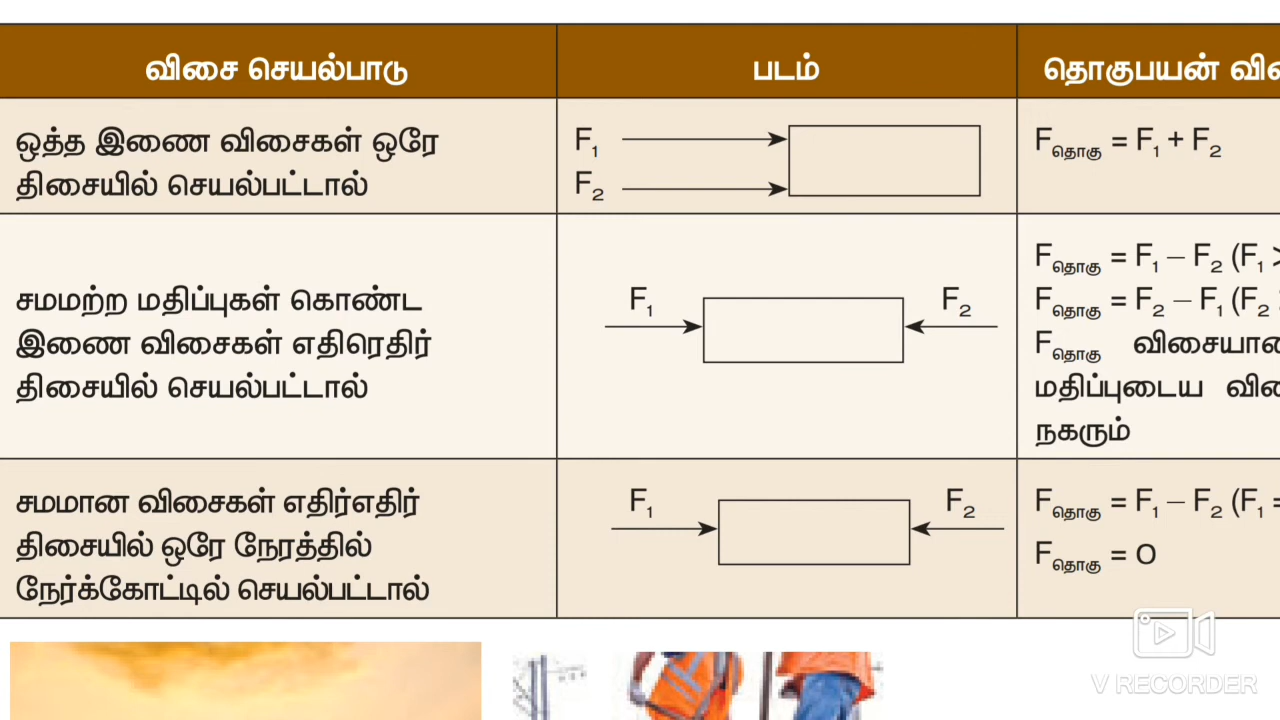 விசை செயல்பாடு
படம்
தொகுபயன்
ஒத்த இணை விசைகள் ஒரே
திசையில் செயல்பட்டால்
F₁
F₂
Fதொகு = F₁ + F₂
சமமற்ற மதிப்புகள் கொண்ட
இணை விசைகள் எதிரெதிர்
திசையில் செயல்பட்டால்
F₁
F₂
Fதொகு = F₁ – F₂ (F₁ >
Fதொகு = F₂ – F₁ (F₂
Fதொகு
மதிப்புடைய
நகரும்
சமமான விசைகள் எதிர்எதிர்
திசையில் ஒரே நேரத்தில்
நேர்க்கோட்டில் செயல்பட்டால்
F₁
F₂
Fதொகு = F₁ – F₂ (F₁ =
Fதொகு = 0
V RECORDER